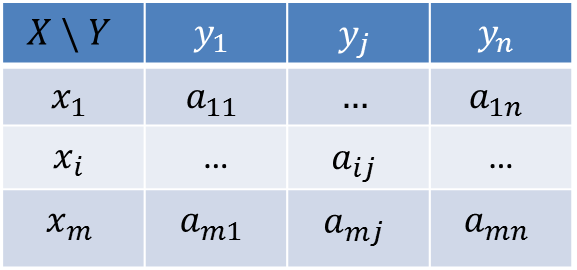 X \ Y y₁ yⱼ yₙ
x₁ a₁₁ ... a₁ₙ
xᵢ ... aᵢⱼ ...
xₘ aₘ₁ aₘⱼ aₘₙ